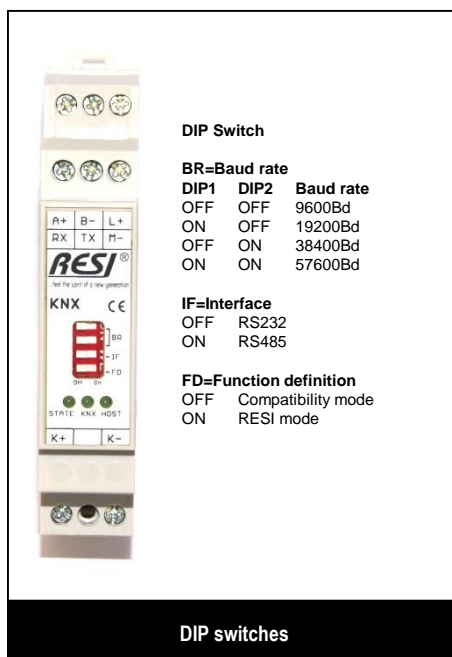 DIP Switch
BR=Baud rate
DIP1 DIP2 Baud rate
OFF OFF 9600Bd
ON OFF 19200Bd
OFF ON 38400Bd
ON ON 57600Bd
IF=Interface
OFF RS232
ON RS485
FD=Function definition
OFF Compatibility mode
ON RESI mode
A+ B- L+
RX TX M-
RESI®
...feel the spirit of a new generation
KNX CE
BR
IF
FD
OFF ON
STATE KNX HOST
K+ K-
DIP switches